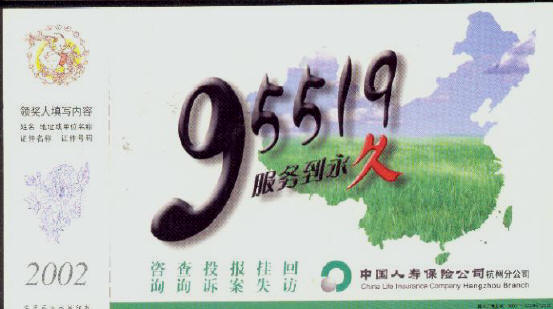 领奖人填写内容
姓名 地址或单位名称
证件名称 证件号码
2002
95519
服务到永久
咨询 查询 投诉 报案 挂失 回访
中国人寿保险公司杭州分公司
China Life Insurance Company Hangzhou Branch